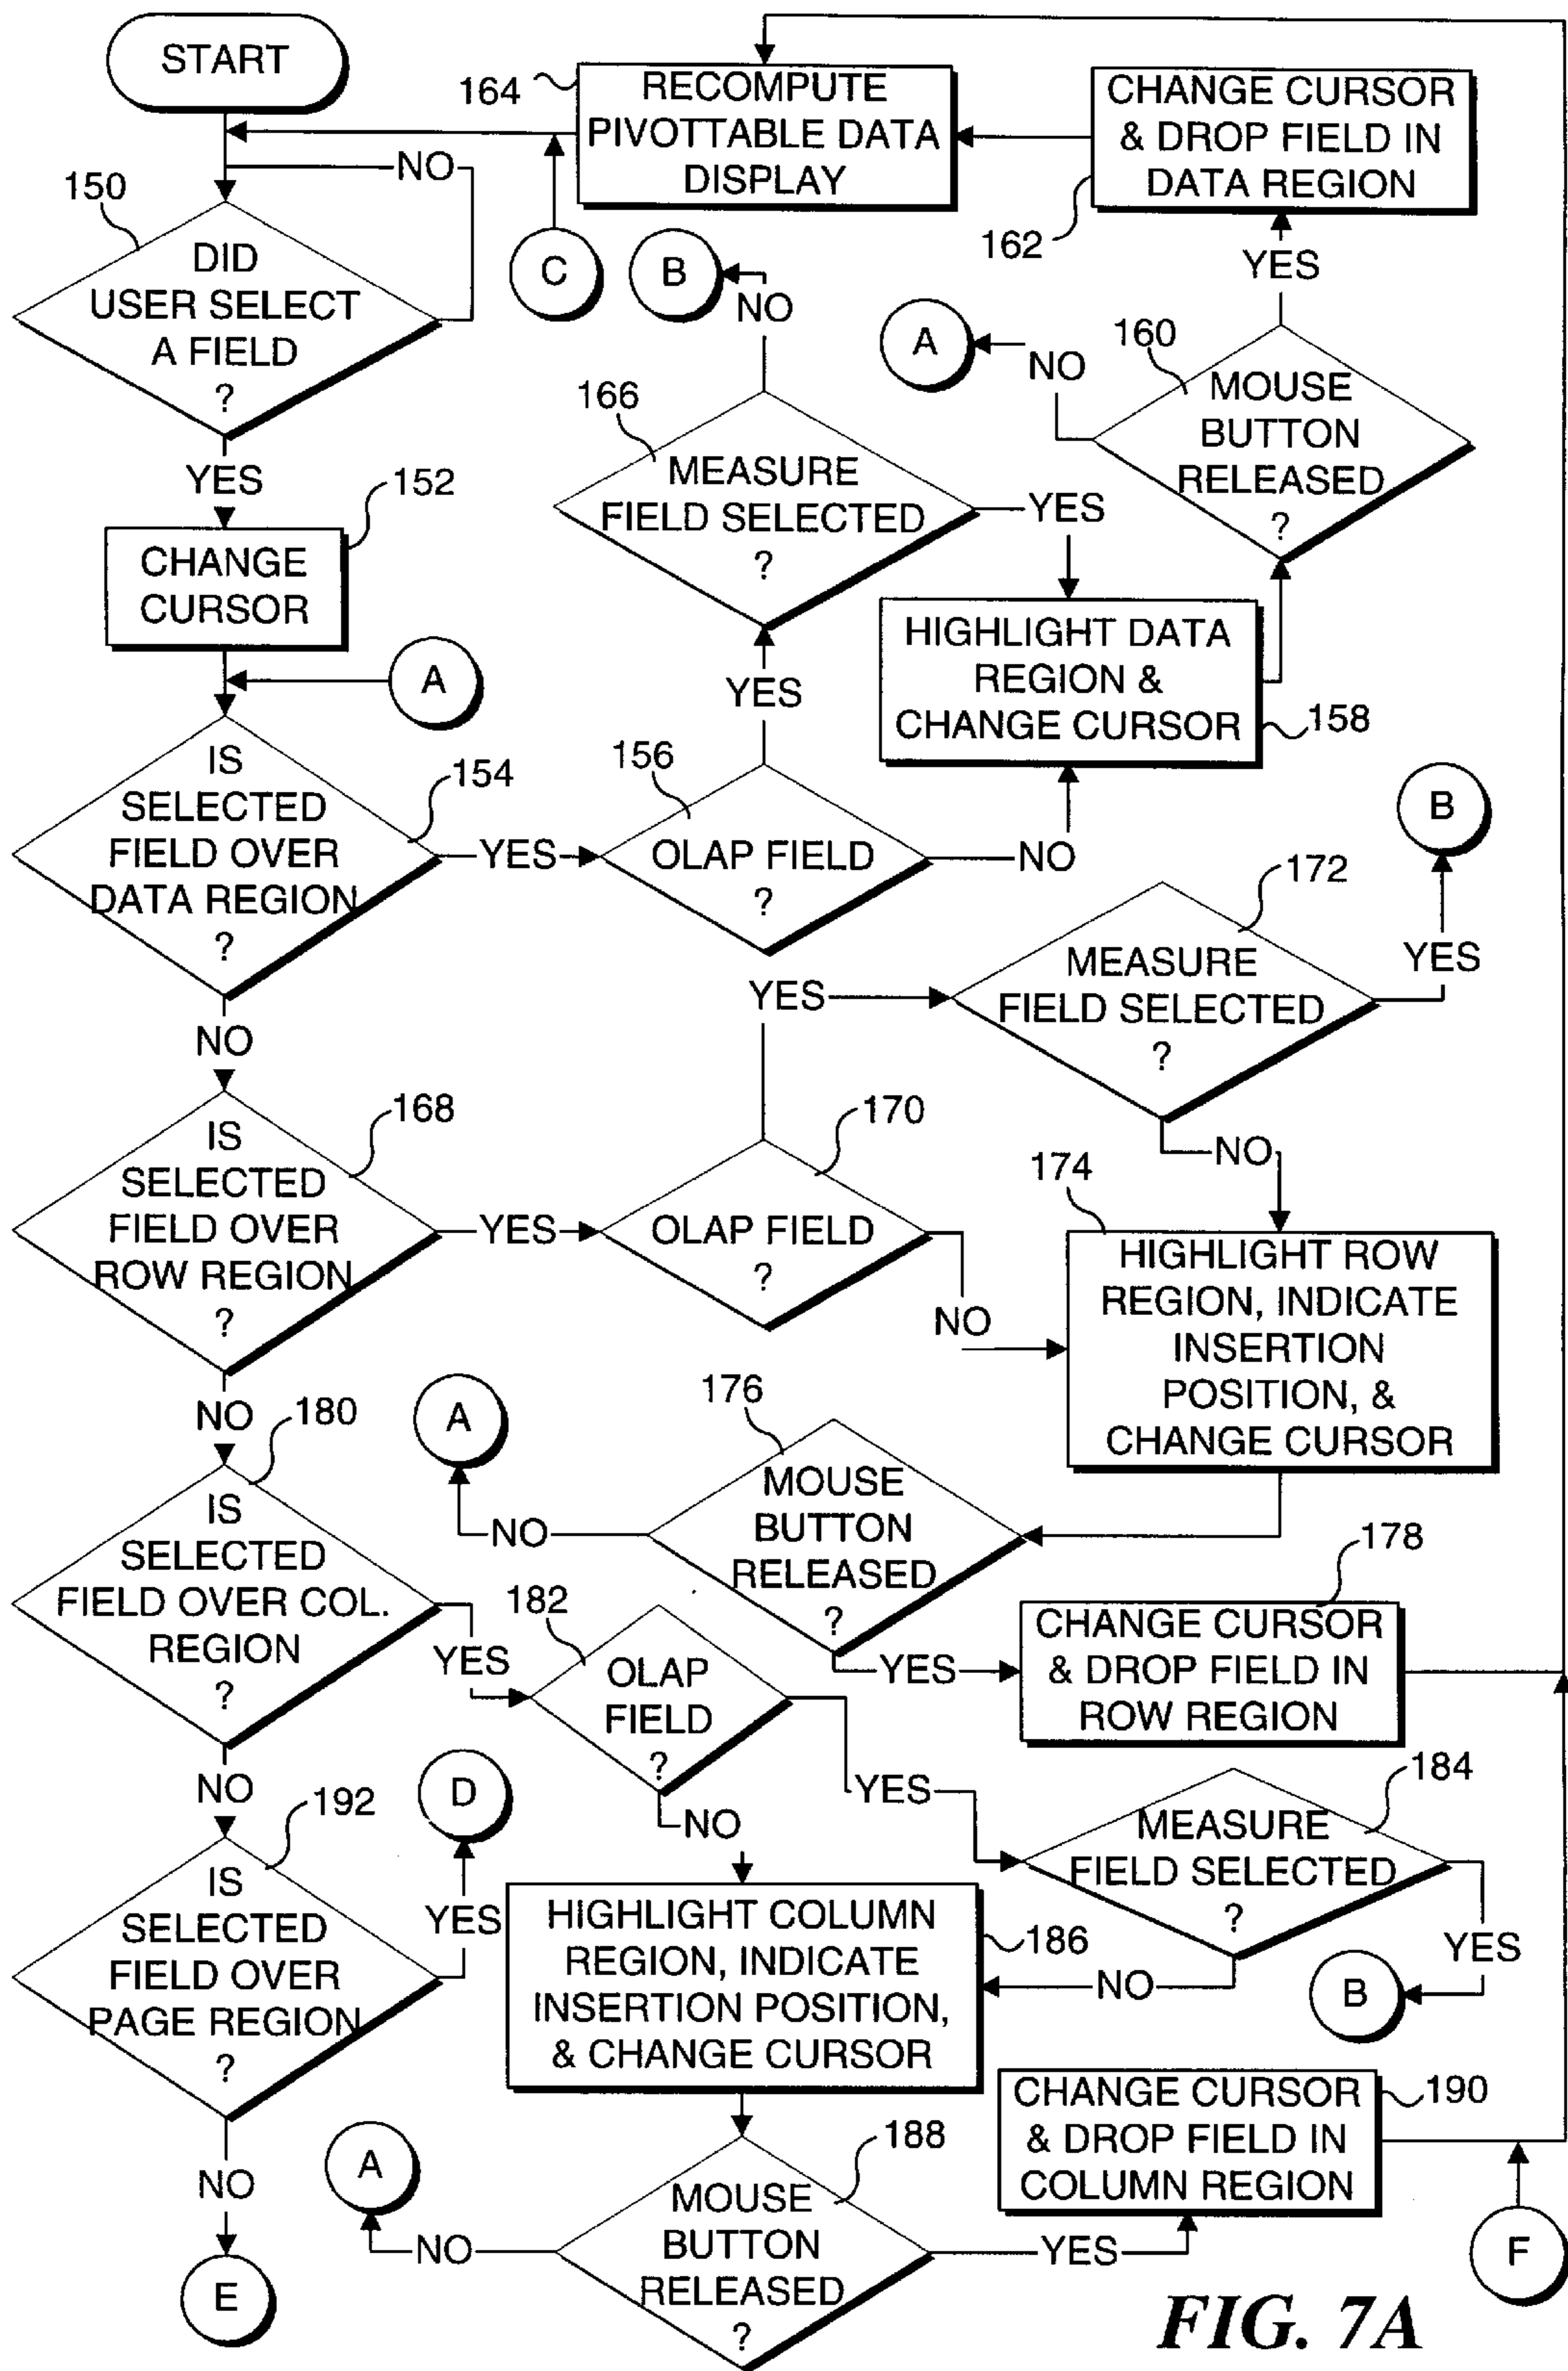 START
164
RECOMPUTE
PIVOTTABLE DATA
DISPLAY
CHANGE CURSOR
& DROP FIELD IN
DATA REGION
162
NO
150
DID
USER SELECT
A FIELD
?
C
B
NO
YES
A
NO
160
MOUSE
BUTTON
RELEASED
?
YES
152
CHANGE
CURSOR
166
MEASURE
FIELD SELECTED
?
YES
HIGHLIGHT DATA
REGION &
CHANGE CURSOR
158
A
YES
154
IS
SELECTED
FIELD OVER
DATA REGION
?
YES
156
OLAP FIELD
?
NO
B
172
MEASURE
FIELD SELECTED
?
YES
YES
NO
NO
168
IS
SELECTED
FIELD OVER
ROW REGION
?
YES
170
OLAP FIELD
?
NO
174
HIGHLIGHT ROW
REGION, INDICATE
INSERTION
POSITION, &
CHANGE CURSOR
NO
180
IS
SELECTED
FIELD OVER COL.
REGION
?
A
NO
176
MOUSE
BUTTON
RELEASED
?
YES
178
CHANGE CURSOR
& DROP FIELD IN
ROW REGION
YES
182
OLAP
FIELD
?
YES
NO
184
MEASURE
FIELD SELECTED
?
YES
NO
B
NO
192
IS
SELECTED
FIELD OVER
PAGE REGION
?
D
YES
HIGHLIGHT COLUMN
REGION, INDICATE
INSERTION POSITION,
& CHANGE CURSOR
186
CHANGE CURSOR
& DROP FIELD IN
COLUMN REGION
190
NO
E
A
NO
188
MOUSE
BUTTON
RELEASED
?
YES
F
FIG. 7A